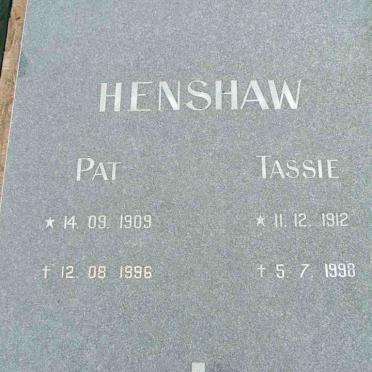 HENSHAW
PAT TASSIE
★ 14. 09. 1909 ★ 11. 12. 1912
† 12. 08 1996 † 5. 7. 1998